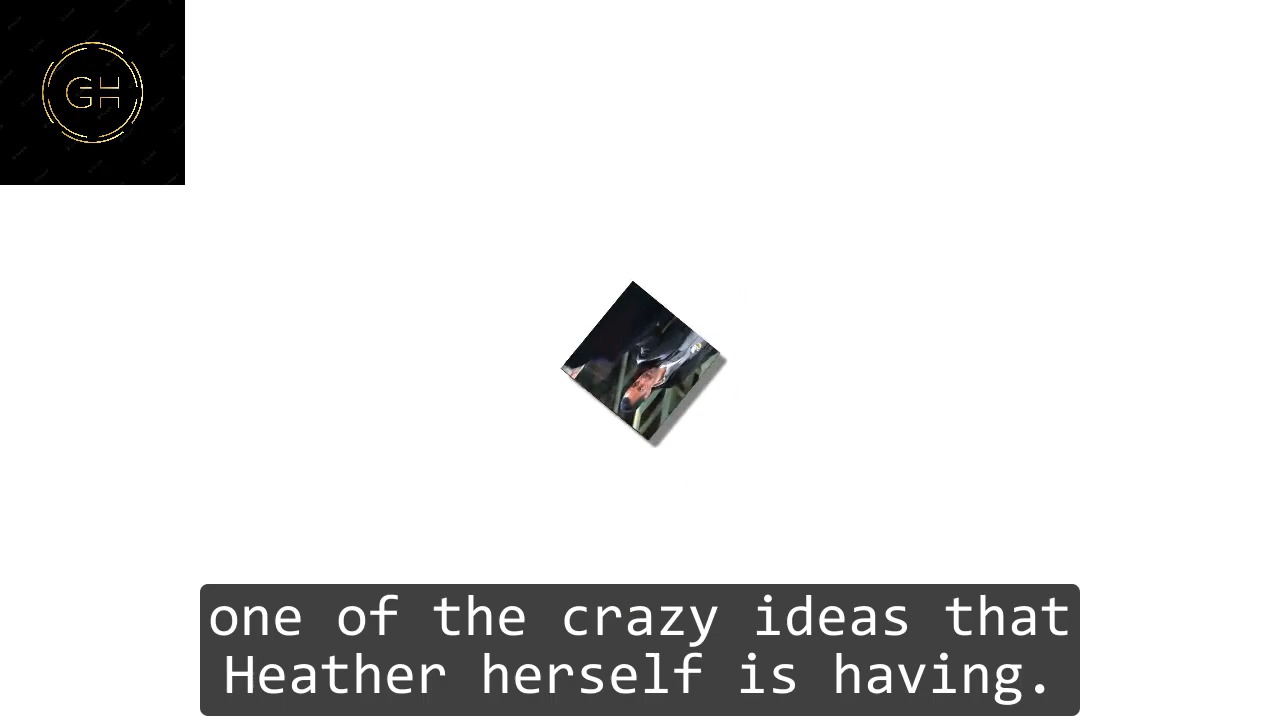 GH
one of the crazy ideas that
Heather herself is having.